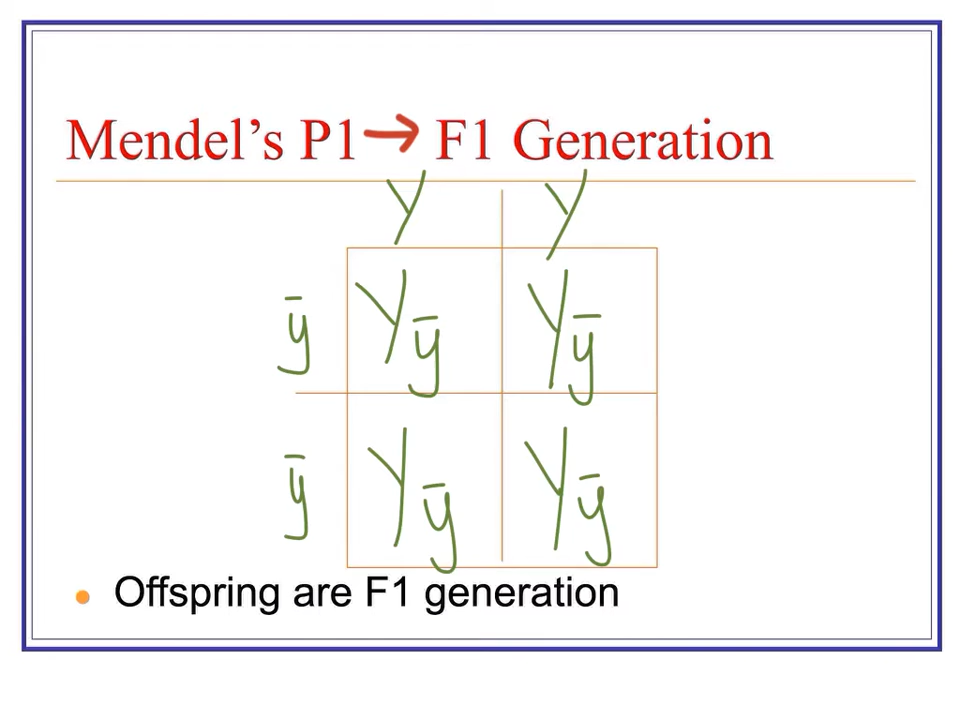 Mendel's P1→ F1 Generation
Y Y
ȳ Yȳ Yȳ
ȳ Yȳ Yȳ
Offspring are F1 generation